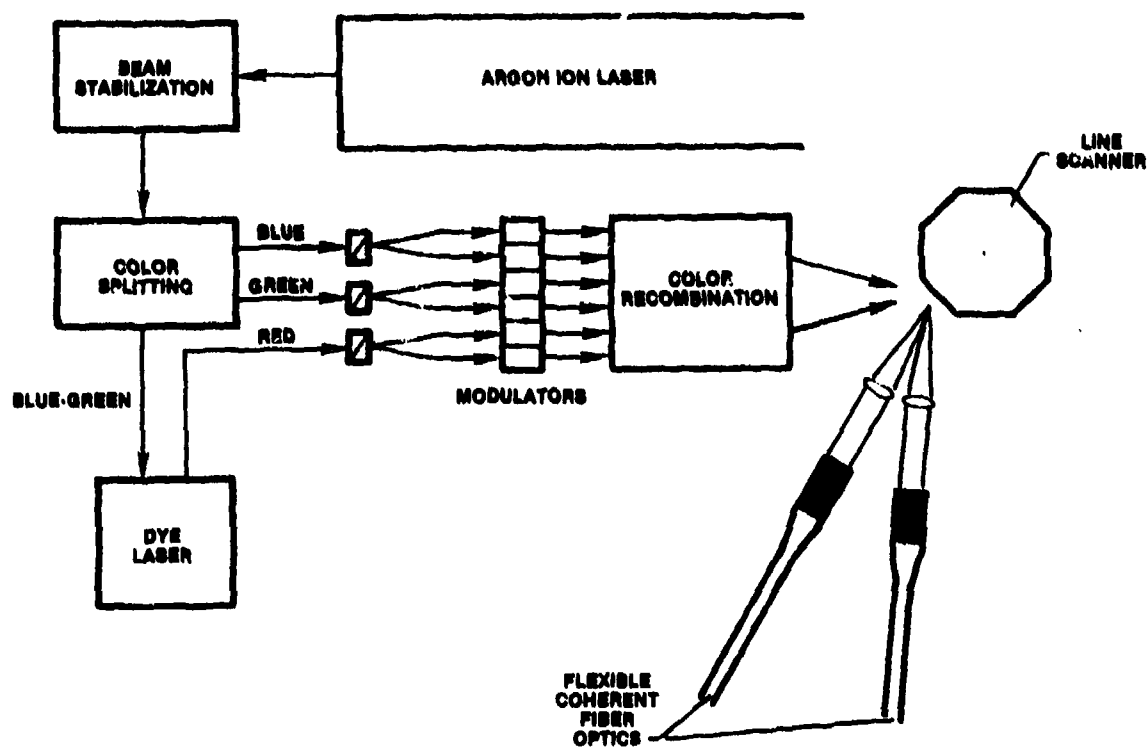 BEAM
STABILIZATION
ARGON ION LASER
LINE
SCANNER
COLOR
SPLITTING
BLUE
GREEN
RED
COLOR
RECOMBINATION
MODULATORS
BLUE-GREEN
DYE
LASER
FLEXIBLE
COHERENT
FIBER
OPTICS